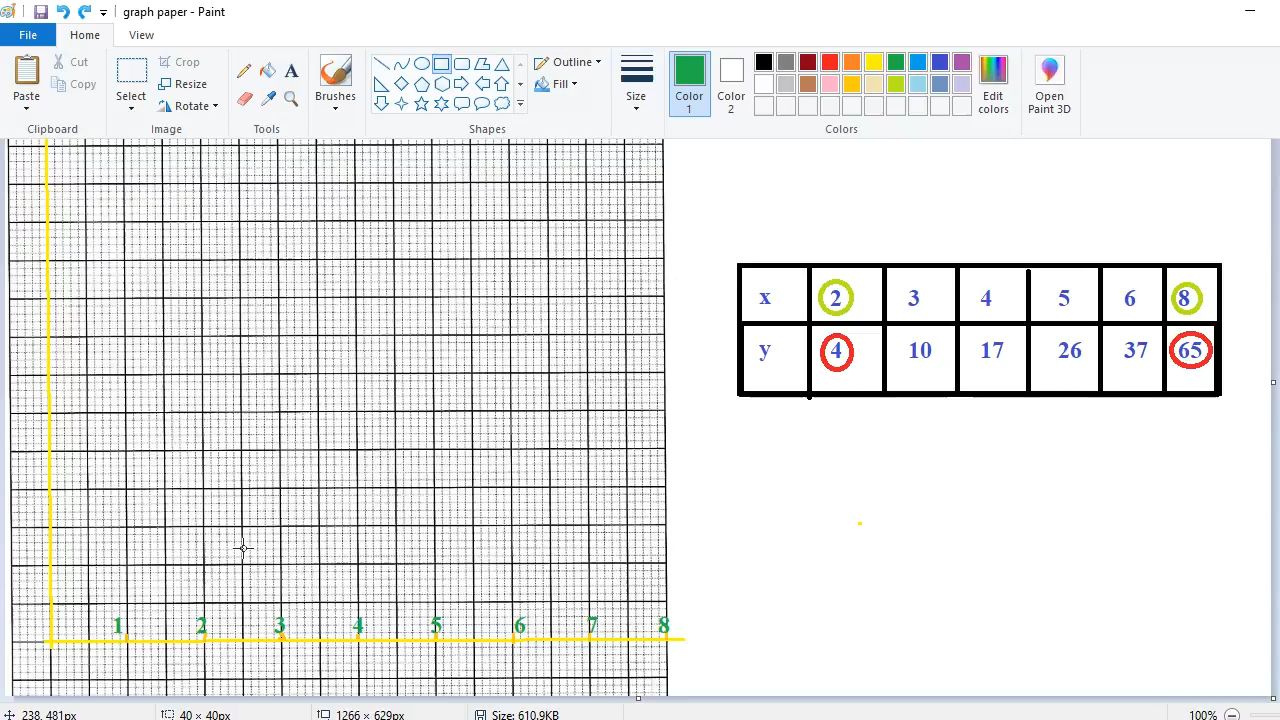 graph paper - Paint
File Home View
Paste Cut Copy Clipboard
Select Crop Resize Rotate Image
A Tools
Brushes
Outline Fill Shapes
Size
Color 1 Color 2 Edit colors Colors
Open Paint 3D
x 2 3 4 5 6 8
y 4 10 17 26 37 65
1 2 3 4 5 6 7 8
238, 481px 40 × 40px 1266 × 629px Size: 610.9KB 100%